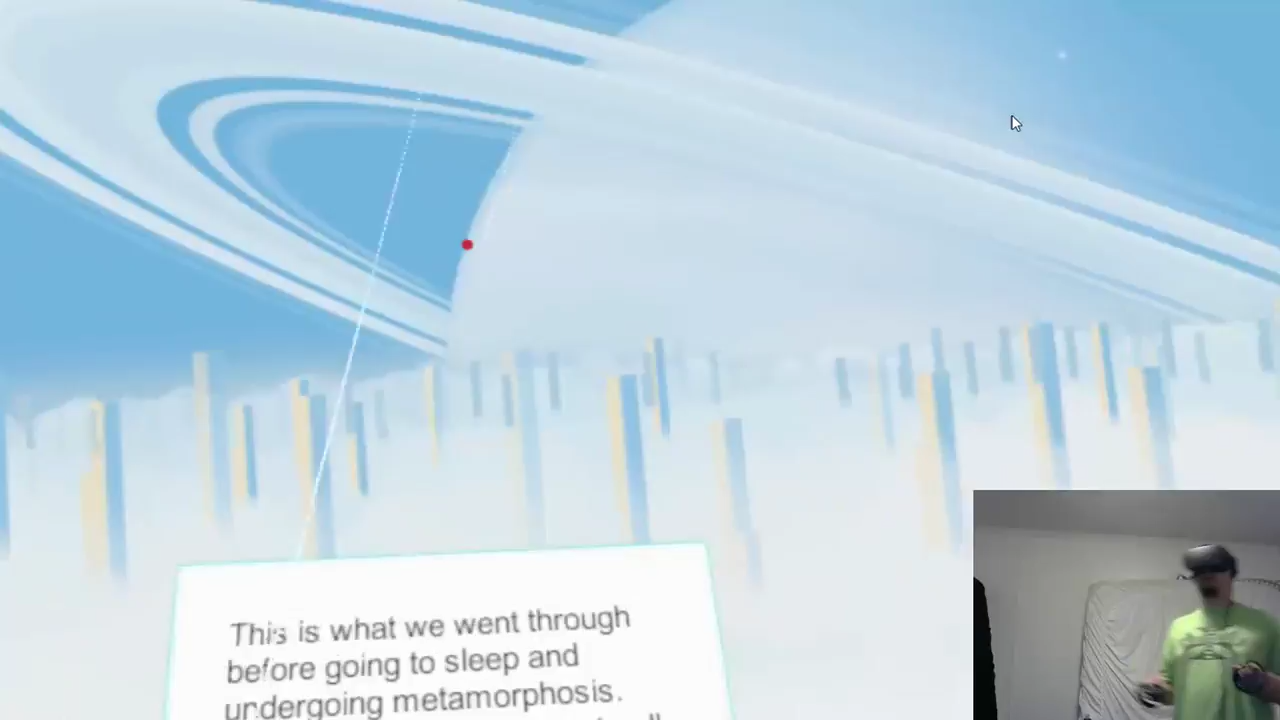 This is what we went through
before going to sleep and
undergoing metamorphosis.